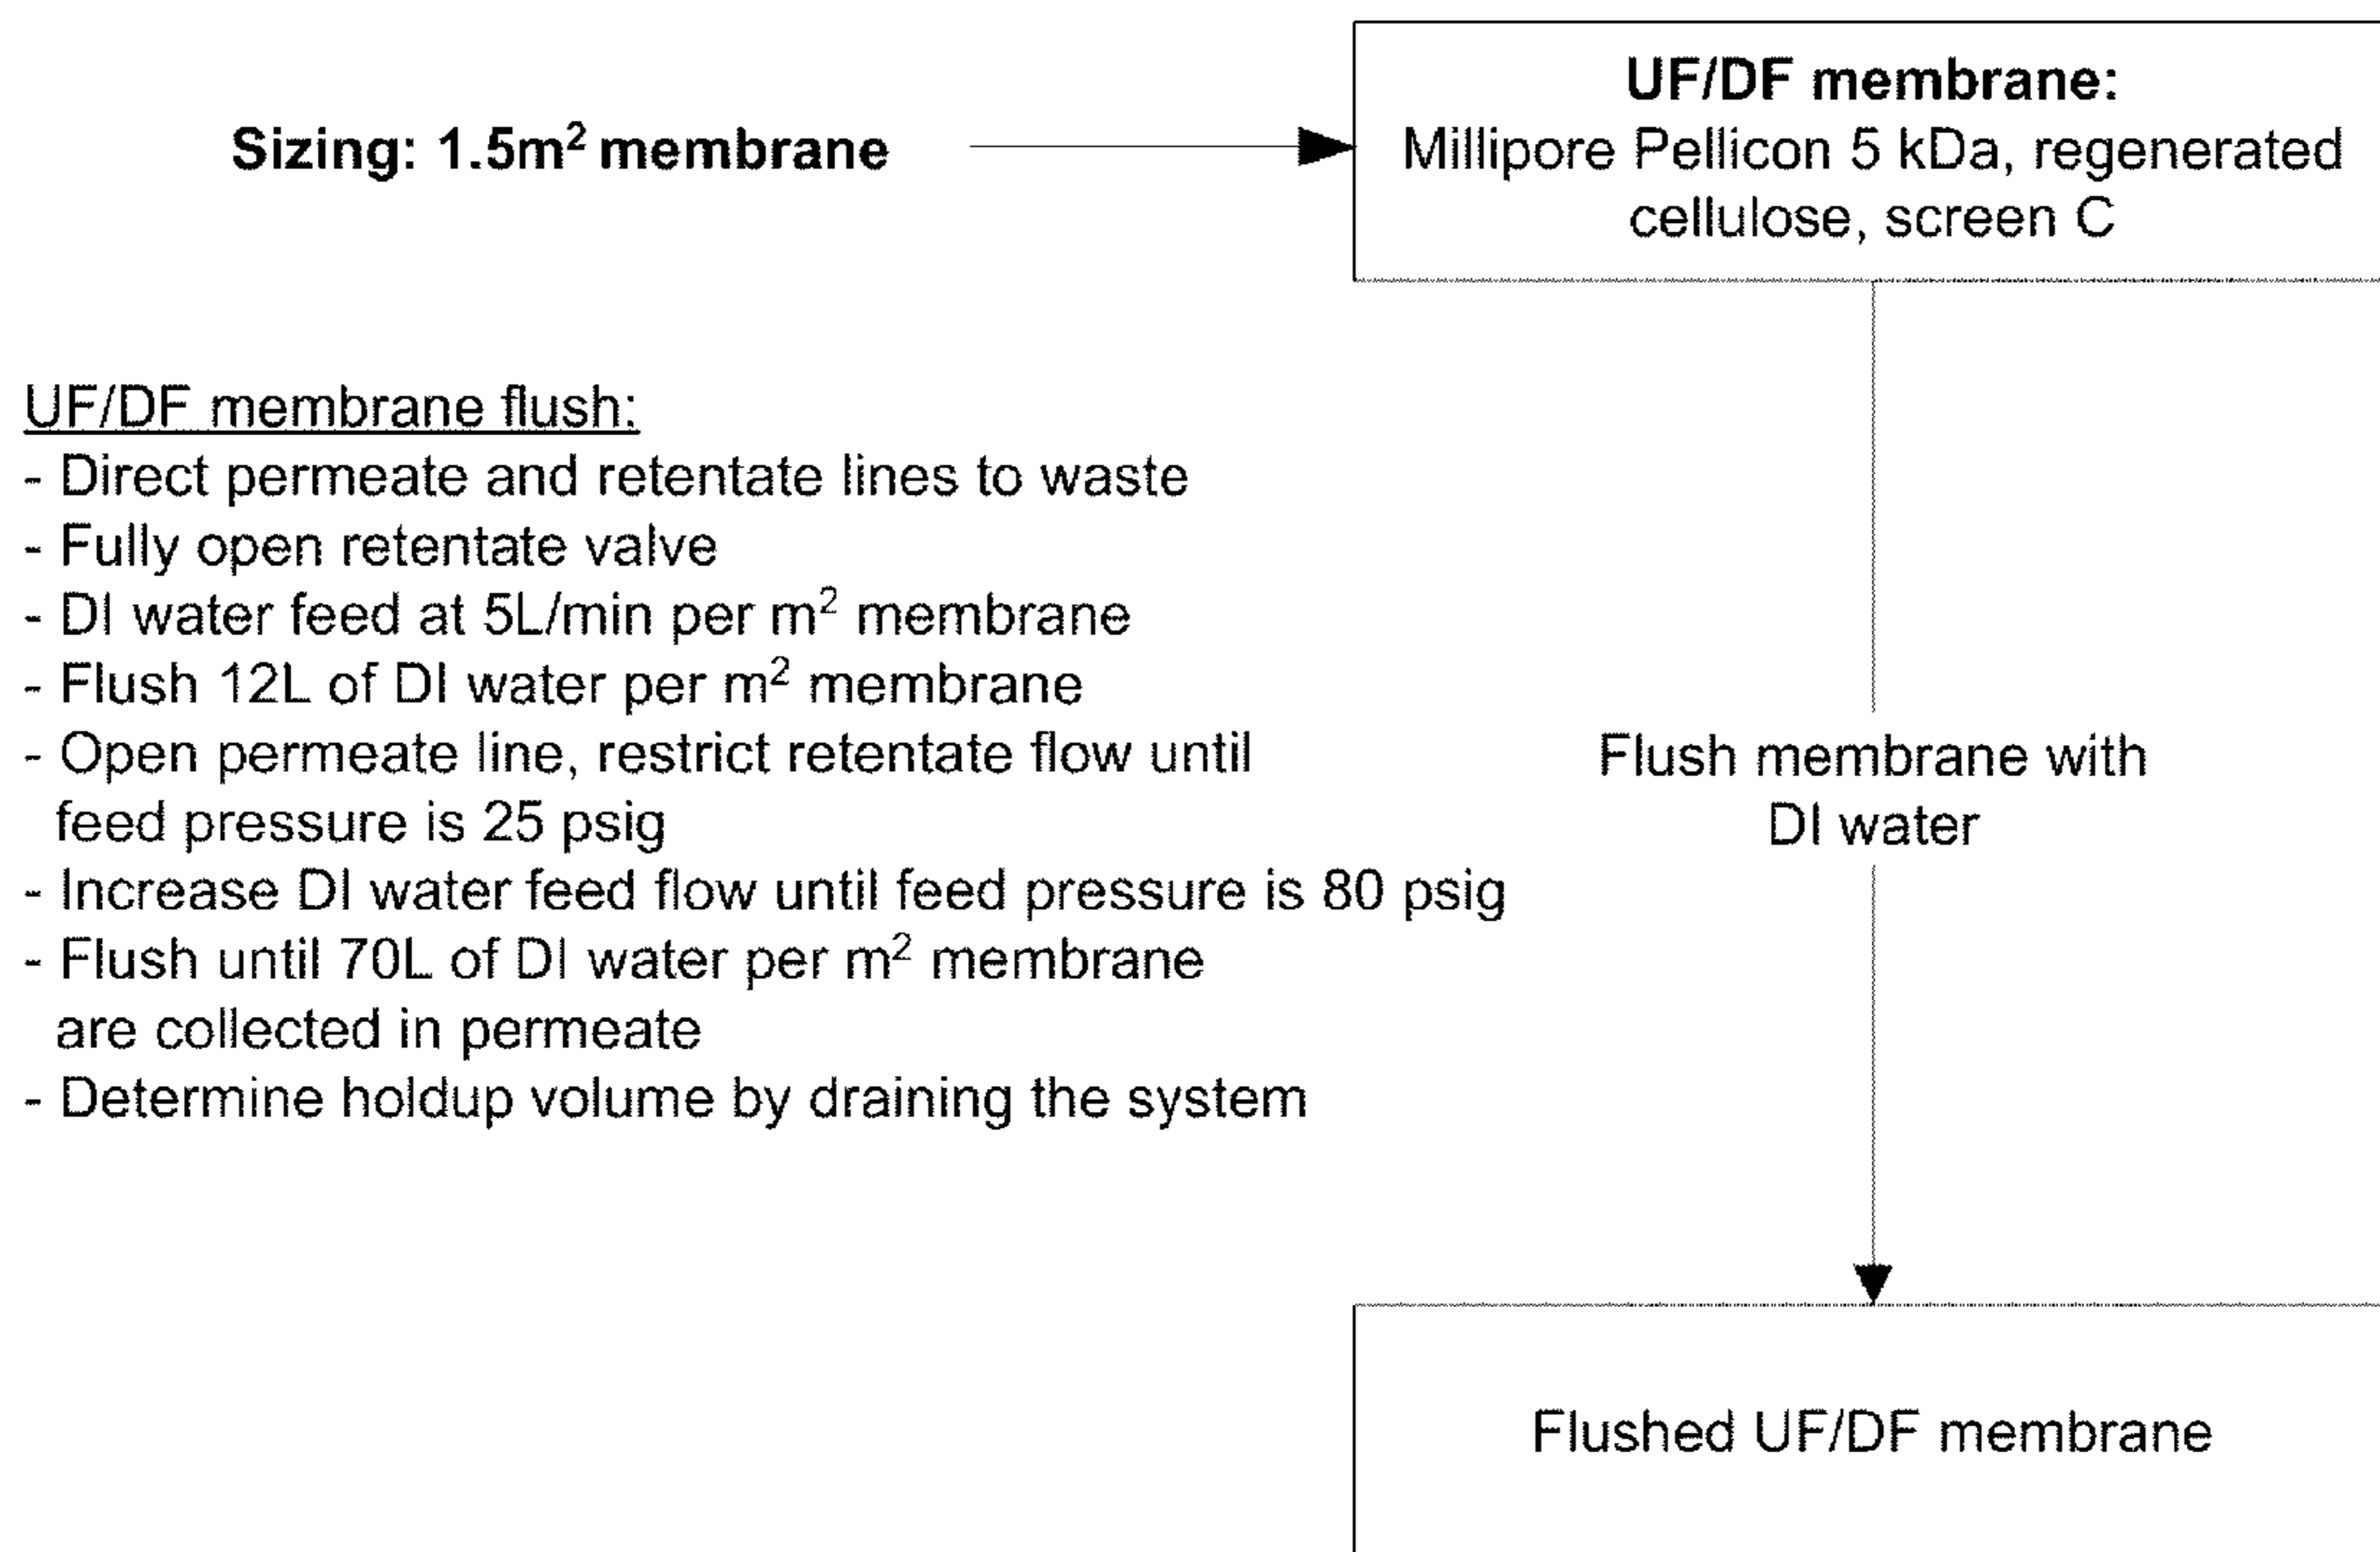 Sizing: 1.5m² membrane
UF/DF membrane:
Millipore Pellicon 5 kDa, regenerated
cellulose, screen C
UF/DF membrane flush:
- Direct permeate and retentate lines to waste
- Fully open retentate valve
- DI water feed at 5L/min per m² membrane
- Flush 12L of DI water per m² membrane
- Open permeate line, restrict retentate flow until
feed pressure is 25 psig
- Increase DI water feed flow until feed pressure is 80 psig
- Flush until 70L of DI water per m² membrane
are collected in permeate
- Determine holdup volume by draining the system
Flush membrane with
DI water
Flushed UF/DF membrane